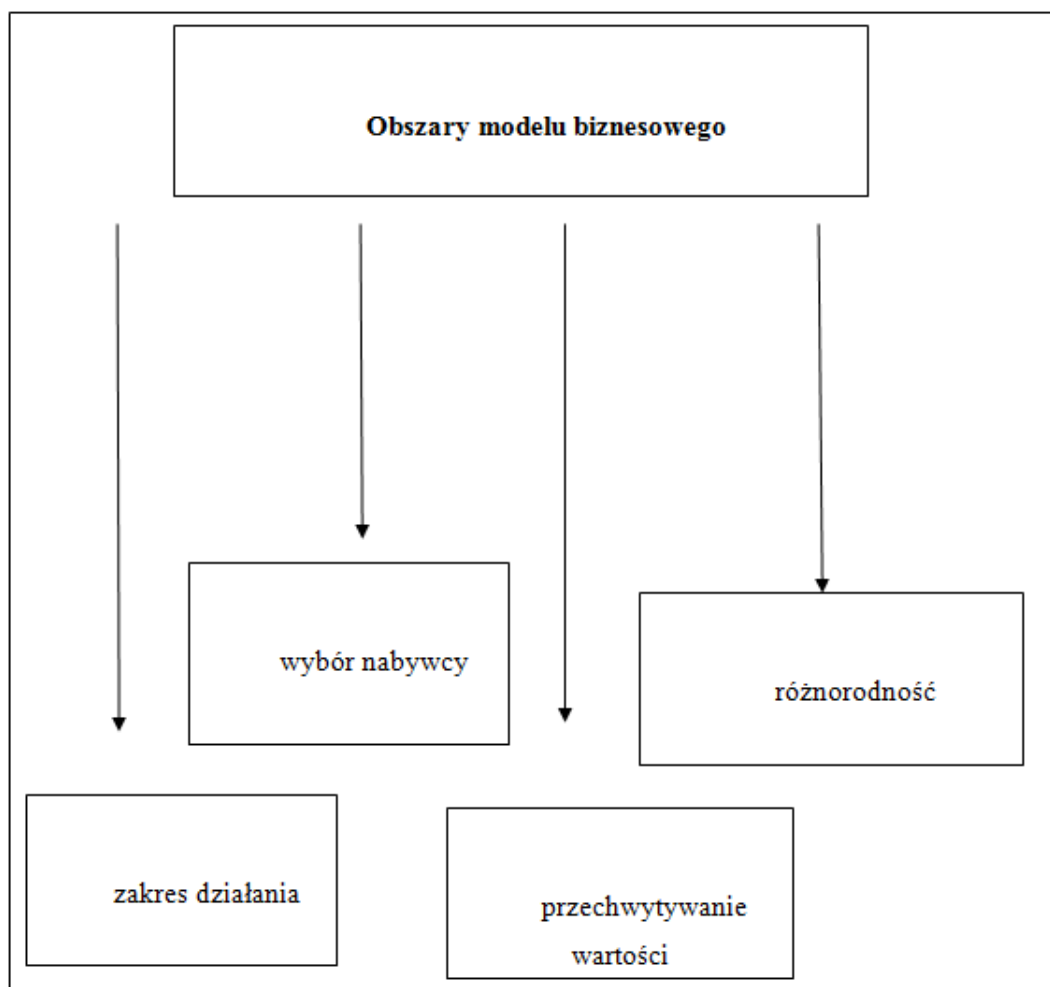 Obszary modelu biznesowego
wybór nabywcy
różnorodność
zakres działania
przechwytywanie
wartości